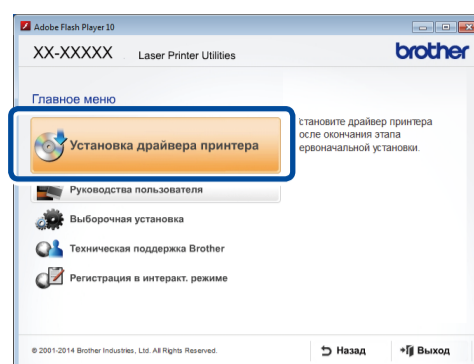 Adobe Flash Player 10
XX-XXXXX Laser Printer Utilities
brother
Главное меню
Установка драйвера принтера
становите драйвер принтера
осле окончания этапа
ервоначальной установки.
Руководства пользователя
Выборочная установка
Техническая поддержка Brother
Регистрация в интеракт. режиме
© 2001-2014 Brother Industries, Ltd. All Rights Reserved.
Назад
Выход